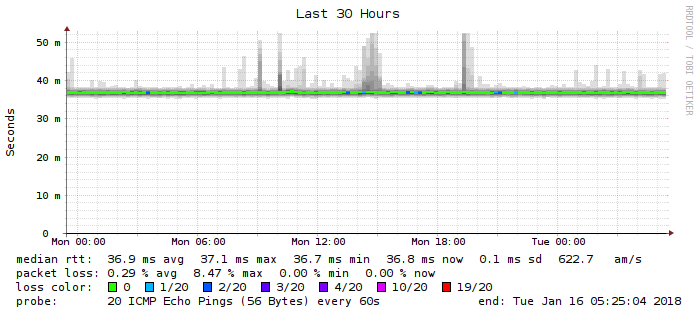 Last 30 Hours
RRDTOOL / TOBI OETIKER
Seconds
50 m
40 m
30 m
20 m
10 m
0
Mon 00:00 Mon 06:00 Mon 12:00 Mon 18:00 Tue 00:00
median rtt: 36.9 ms avg 37.1 ms max 36.7 ms min 36.8 ms now 0.1 ms sd 622.7 am/s
packet loss: 0.29 % avg 8.47 % max 0.00 % min 0.00 % now
loss color: 0 1/20 2/20 3/20 4/20 10/20 19/20
probe: 20 ICMP Echo Pings (56 Bytes) every 60s end: Tue Jan 16 05:25:04 2018